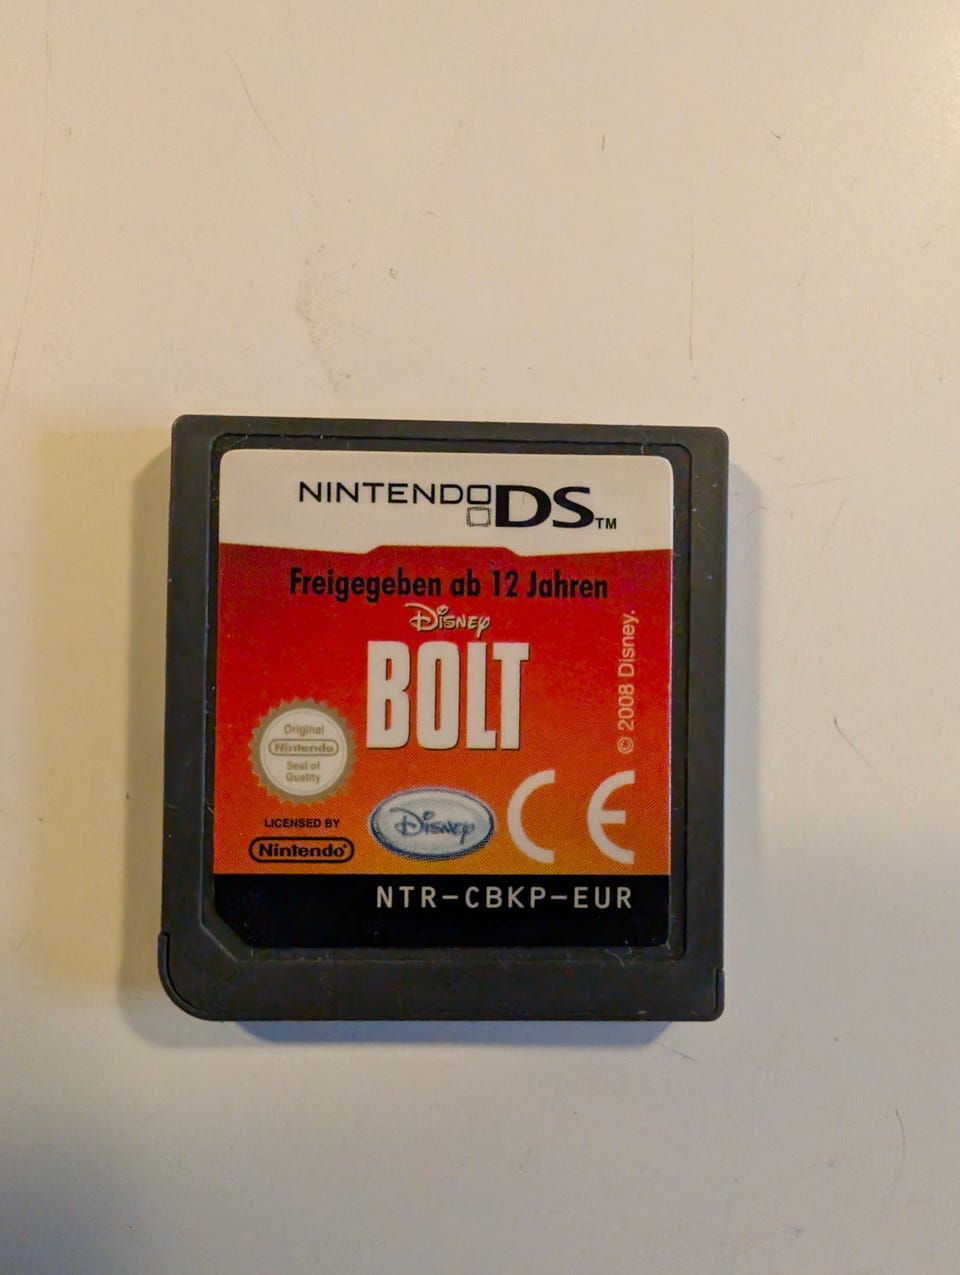 NINTENDO DS™
Freigegeben ab 12 Jahren
Disney
BOLT
© 2008 Disney.
Original
Nintendo
Seal of
Quality
LICENSED BY
Nintendo®
Disney
CE
NTR-CBKP-EUR